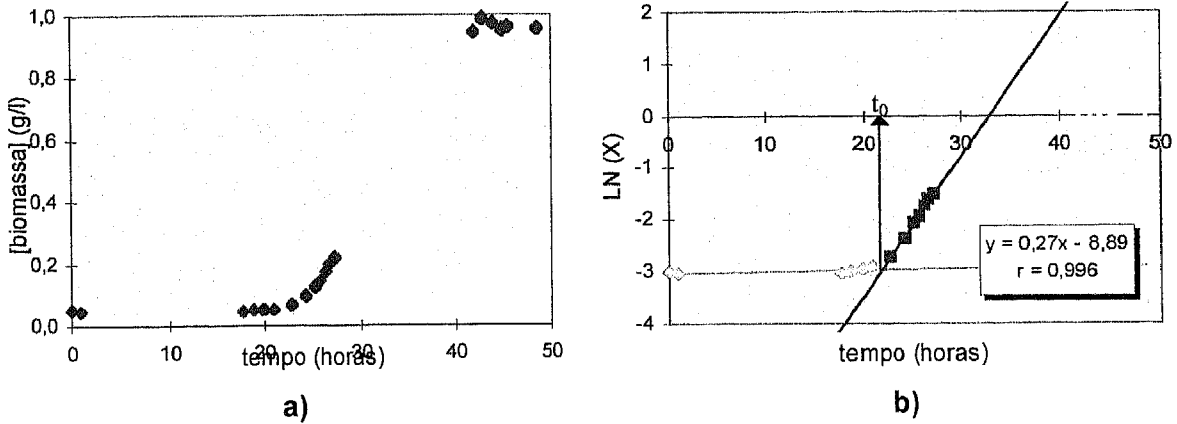 1,0
0,8
0,6
0,4
0,2
0,0
[biomassa] (g/l)
0 10 20 30 40 50
tempo (horas)
a)
2
1
0
-1
-2
-3
-4
LN (X)
t0
0 10 20 30 40 50
y = 0,27x - 8,89
r = 0,996
tempo (horas)
b)